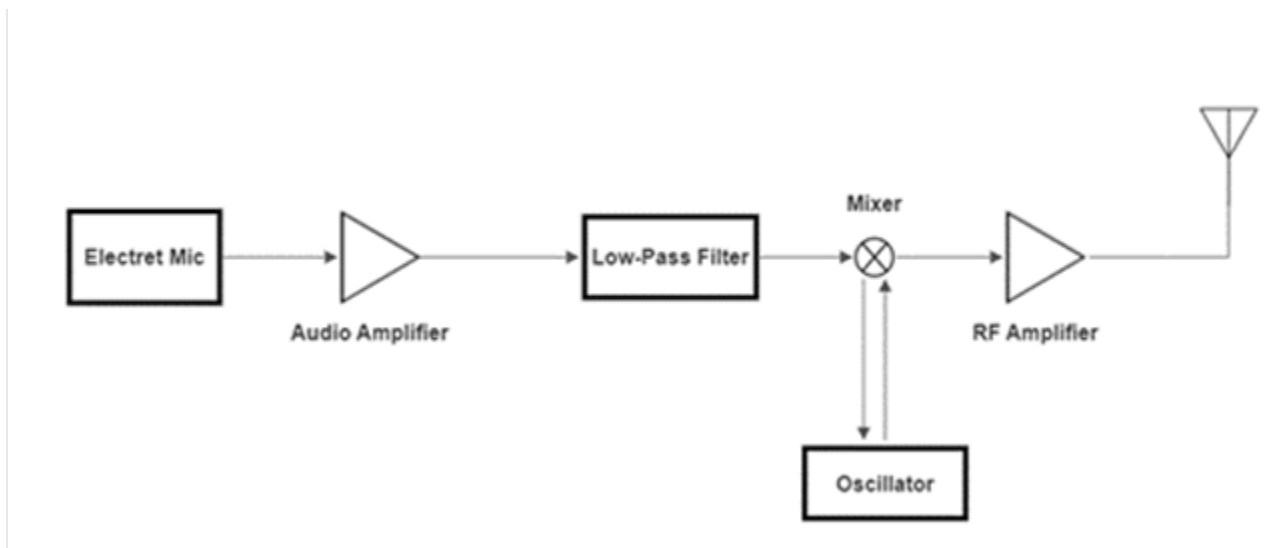 Mixer
Electret Mic
Low-Pass Filter
Audio Amplifier
RF Amplifier
Oscillator